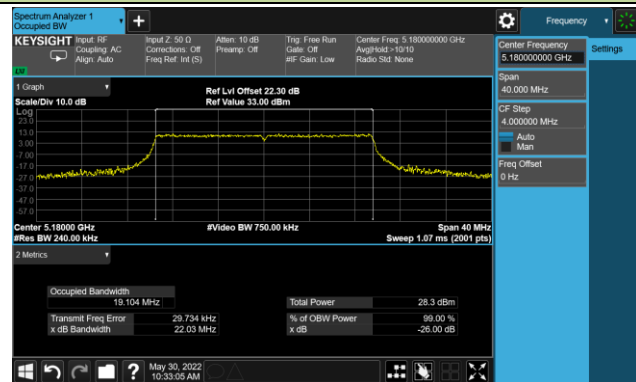 Spectrum Analyzer 1
Occupied BW
Frequency
KEYSIGHT
Input: RF
Coupling: AC
Align: Auto
Input Z: 50 Ω
Corrections: Off
Freq Ref: Int (S)
Atten: 10 dB
Preamp: Off
Trig: Free Run
Gate: Off
#IF Gain: Low
Center Freq: 5.180000000 GHz
Avg|Hold:>10/10
Radio Std: None
Center Frequency
5.180000000 GHz
Settings
Span
40.000 MHz
CF Step
4.000000 MHz
Auto
Man
Freq Offset
0 Hz
1 Graph
Ref Lvl Offset 22.30 dB
Scale/Div 10.0 dB
Ref Value 33.00 dBm
Log
23.0
13.0
3.00
-7.00
-17.0
-27.0
-37.0
-47.0
-57.0
Center 5.18000 GHz
#Video BW 750.00 kHz
Span 40 MHz
#Res BW 240.00 kHz
Sweep 1.07 ms (2001 pts)
2 Metrics
Occupied Bandwidth
19.104 MHz
Total Power 28.3 dBm
Transmit Freq Error 29.734 kHz
% of OBW Power 99.00 %
x dB Bandwidth 22.03 MHz
x dB -26.00 dB
?
May 30, 2022
10:33:05 AM